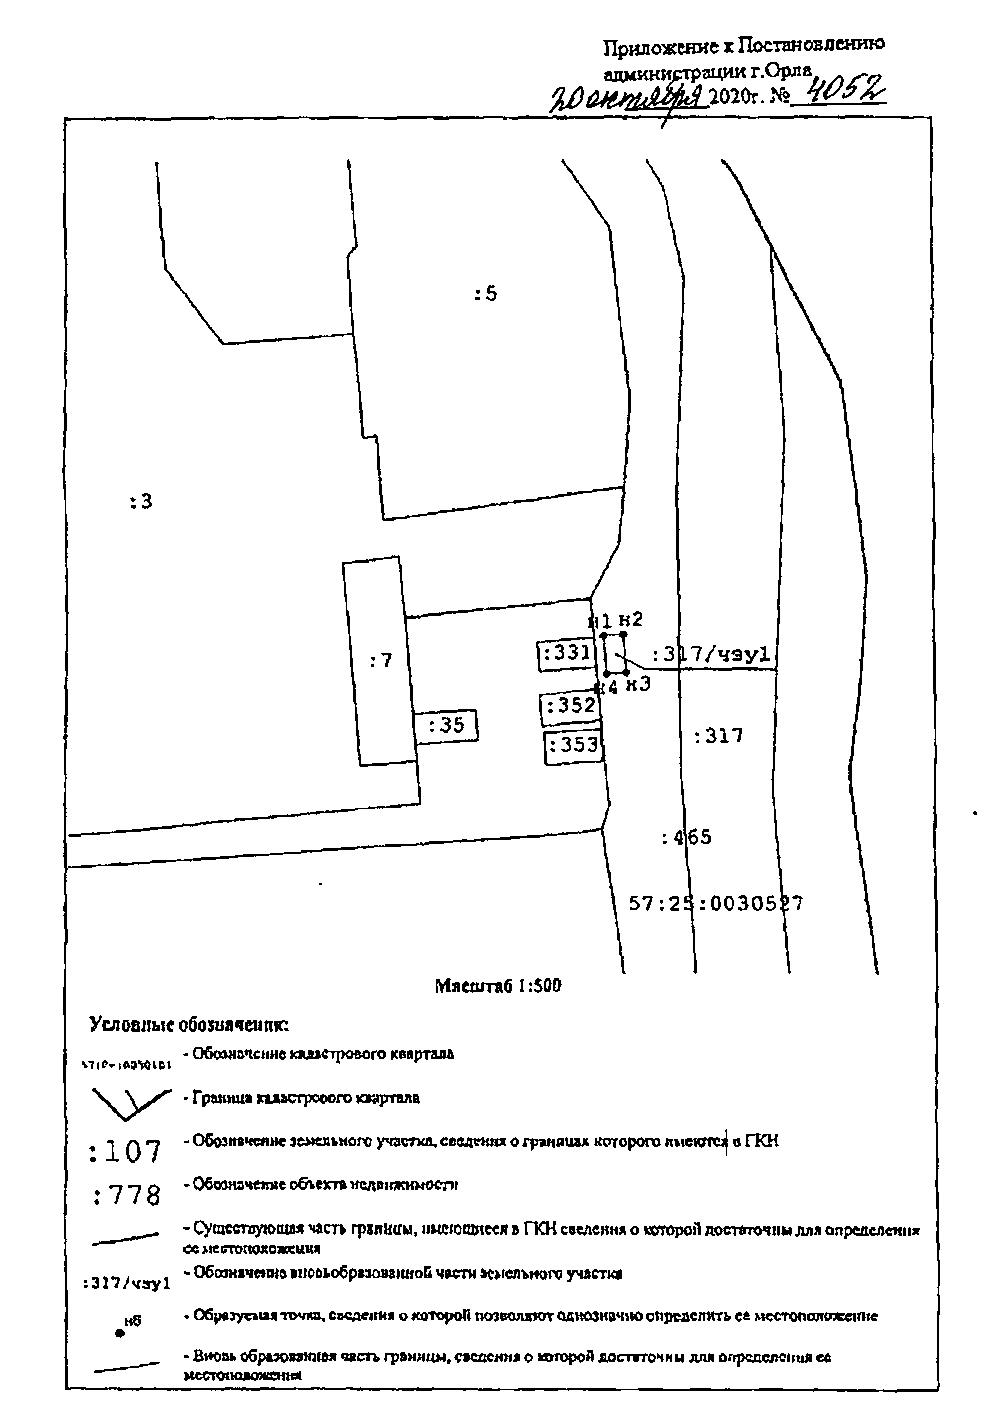 Приложение к Постановлению
администрации г.Орла
20 октября 2020г. № 4052
:5
:3
н1 н2
:331
:317/чзу1
:7
н4 н3
:352
:35
:353
:317
:465
57:25:0030527
Масштаб 1:500
Условные обозначения:
- Обозначение кадастрового квартала
- Граница кадастрового квартала
:107 - Обозначение земельного участка, сведения о границах которого имеются в ГКН
:778 - Обозначение объекта недвижимости
- Существующая часть границы, имеющиеся в ГКН сведения о которой достаточны для определения
ее местоположения
:317/чзу1 - Обозначение вновьобразованной части земельного участка
н6 - Образуемая точка, сведения о которой позволяют однозначно определить ее местоположение
- Вновь образованная часть границы, сведения о которой достаточны для определения ее
местоположения